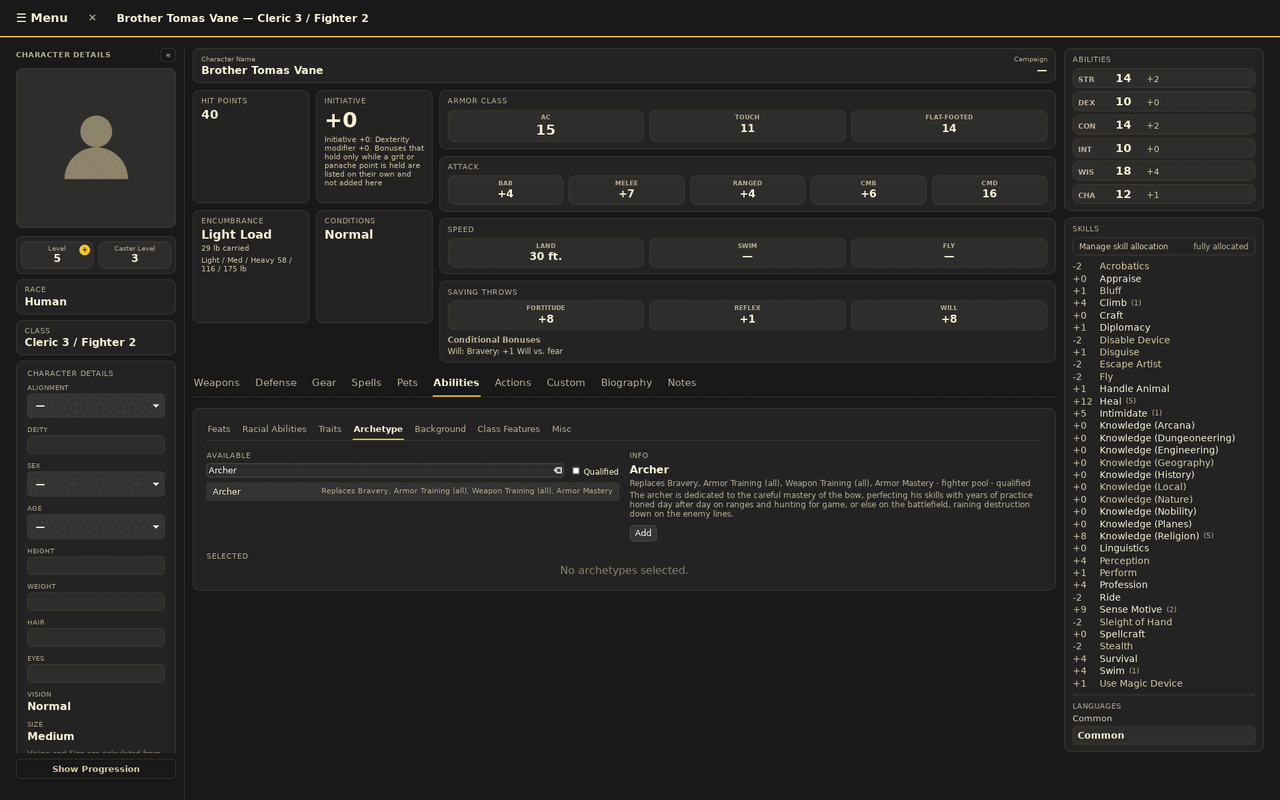 ☰ Menu × Brother Tomas Vane — Cleric 3 / Fighter 2
CHARACTER DETAILS «
Level
5
+
Caster Level
3
RACE
Human
CLASS
Cleric 3 / Fighter 2
CHARACTER DETAILS
ALIGNMENT
—
DEITY
SEX
—
AGE
—
HEIGHT
WEIGHT
HAIR
EYES
VISION
Normal
SIZE
Medium
Vision and Size are calculated from
Show Progression
Character Name
Brother Tomas Vane
Campaign
—
HIT POINTS
40
INITIATIVE
+0
Initiative +0: Dexterity
modifier +0. Bonuses that
hold only while a grit or
panache point is held are
listed on their own and
not added here
ENCUMBRANCE
Light Load
29 lb carried
Light / Med / Heavy 58 /
116 / 175 lb
CONDITIONS
Normal
ARMOR CLASS
AC
15
TOUCH
11
FLAT-FOOTED
14
ATTACK
BAB
+4
MELEE
+7
RANGED
+4
CMB
+6
CMD
16
SPEED
LAND
30 ft.
SWIM
—
FLY
—
SAVING THROWS
FORTITUDE
+8
REFLEX
+1
WILL
+8
Conditional Bonuses
Will: Bravery: +1 Will vs. fear
Weapons Defense Gear Spells Pets Abilities Actions Custom Biography Notes
Feats Racial Abilities Traits Archetype Background Class Features Misc
AVAILABLE
Archer
Qualified
Archer Replaces Bravery, Armor Training (all), Weapon Training (all), Armor Mastery
INFO
Archer
Replaces Bravery, Armor Training (all), Weapon Training (all), Armor Mastery · fighter pool · qualified
The archer is dedicated to the careful mastery of the bow, perfecting his skills with years of practice
honed day after day on ranges and hunting for game, or else on the battlefield, raining destruction
down on the enemy lines.
Add
SELECTED
No archetypes selected.
ABILITIES
STR 14 +2
DEX 10 +0
CON 14 +2
INT 10 +0
WIS 18 +4
CHA 12 +1
SKILLS
Manage skill allocation fully allocated
-2 Acrobatics
+0 Appraise
+1 Bluff
+4 Climb (1)
+0 Craft
+1 Diplomacy
-2 Disable Device
+1 Disguise
-2 Escape Artist
-2 Fly
+1 Handle Animal
+12 Heal (5)
+5 Intimidate (1)
+0 Knowledge (Arcana)
+0 Knowledge (Dungeoneering)
+0 Knowledge (Engineering)
+0 Knowledge (Geography)
+0 Knowledge (History)
+0 Knowledge (Local)
+0 Knowledge (Nature)
+0 Knowledge (Nobility)
+0 Knowledge (Planes)
+8 Knowledge (Religion) (5)
+0 Linguistics
+4 Perception
+1 Perform
+4 Profession
-2 Ride
+9 Sense Motive (2)
-2 Sleight of Hand
+0 Spellcraft
-2 Stealth
+4 Survival
+4 Swim (1)
+1 Use Magic Device
LANGUAGES
Common
Common